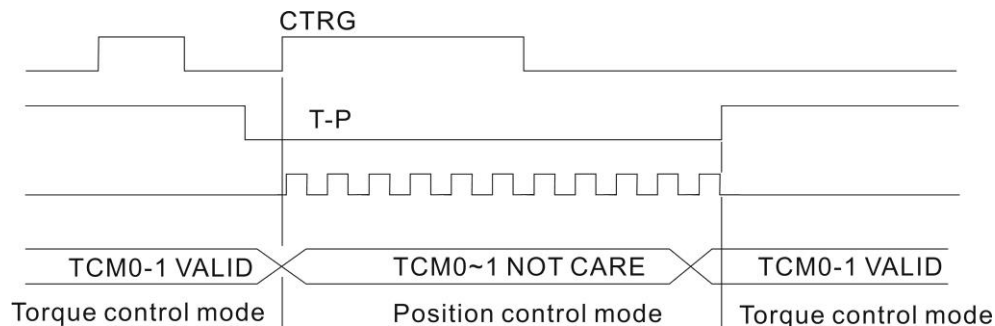 CTRG
T-P
TCM0-1 VALID
TCM0~1 NOT CARE
TCM0-1 VALID
Torque control mode
Position control mode
Torque control mode